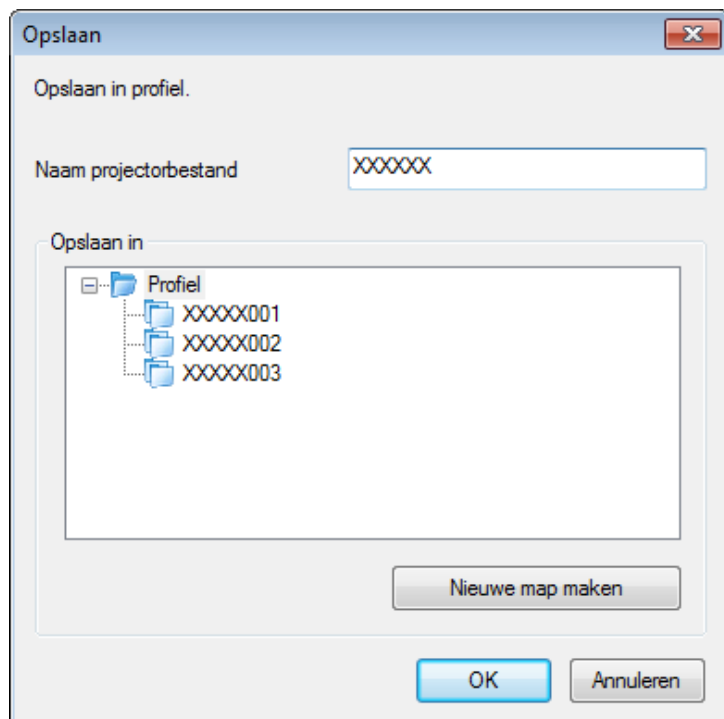 Opslaan
Opslaan in profiel.
Naam projectorbestand XXXXXX
Opslaan in
Profiel
XXXXX001
XXXXX002
XXXXX003
Nieuwe map maken
OK Annuleren